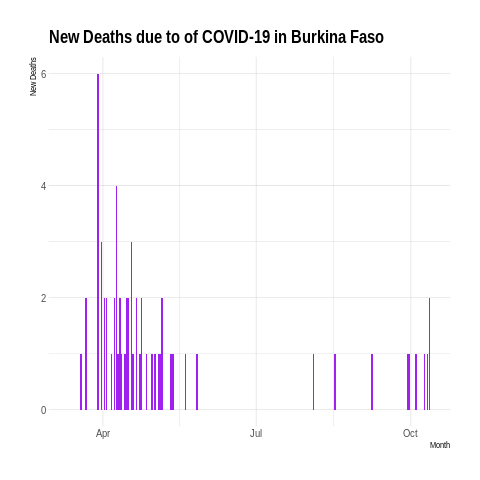 New Deaths due to of COVID-19 in Burkina Faso
New Deaths
6
4
2
0
Apr
Jul
Oct
Month